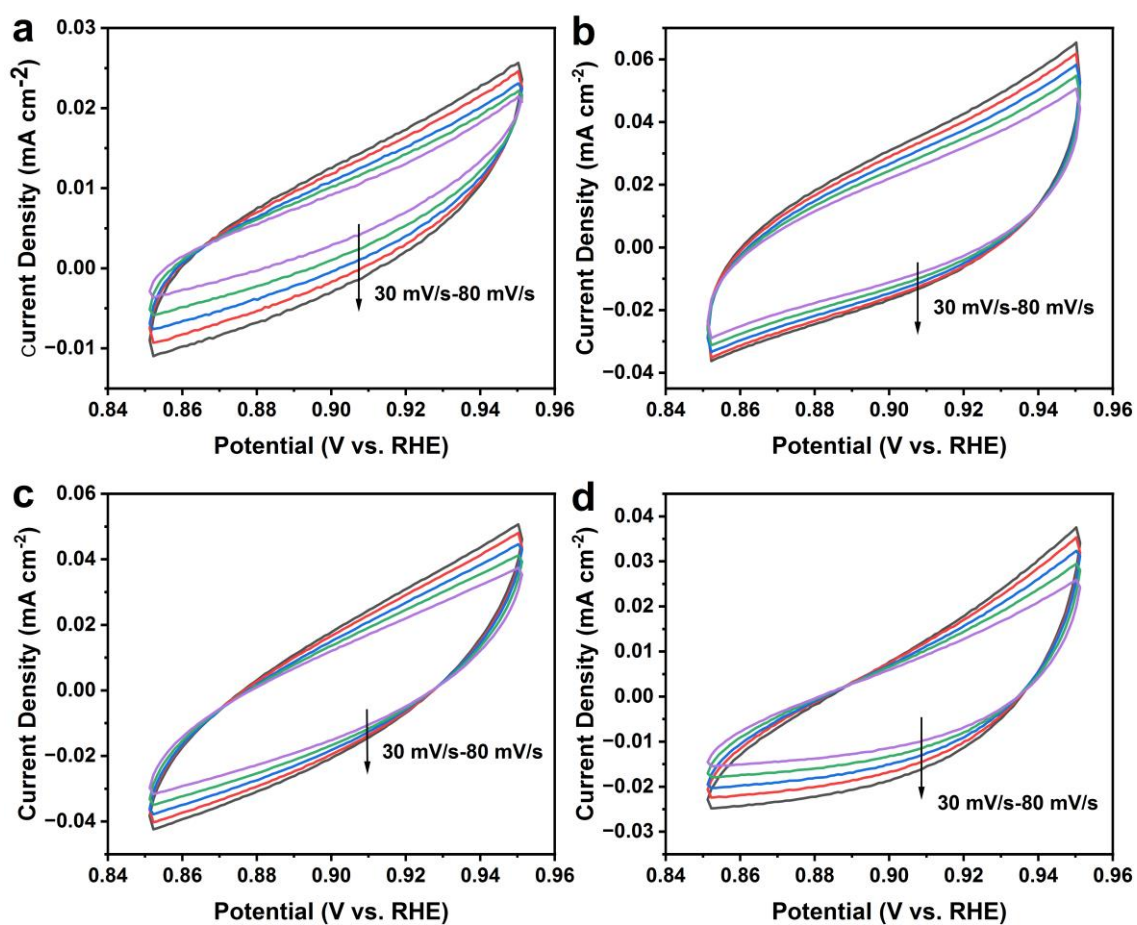 a
0.03
0.02
0.01
0.00
−0.01
Current Density (mA cm-2)
30 mV/s-80 mV/s
0.84 0.86 0.88 0.90 0.92 0.94 0.96
Potential (V vs. RHE)
b
0.06
0.04
0.02
0.00
−0.02
−0.04
Current Density (mA cm-2)
30 mV/s-80 mV/s
0.84 0.86 0.88 0.90 0.92 0.94 0.96
Potential (V vs. RHE)
c
0.06
0.04
0.02
0.00
−0.02
−0.04
Current Density (mA cm-2)
30 mV/s-80 mV/s
0.84 0.86 0.88 0.90 0.92 0.94 0.96
Potential (V vs. RHE)
d
0.04
0.03
0.02
0.01
0.00
−0.01
−0.02
−0.03
Current Density (mA cm-2)
30 mV/s-80 mV/s
0.84 0.86 0.88 0.90 0.92 0.94 0.96
Potential (V vs. RHE)